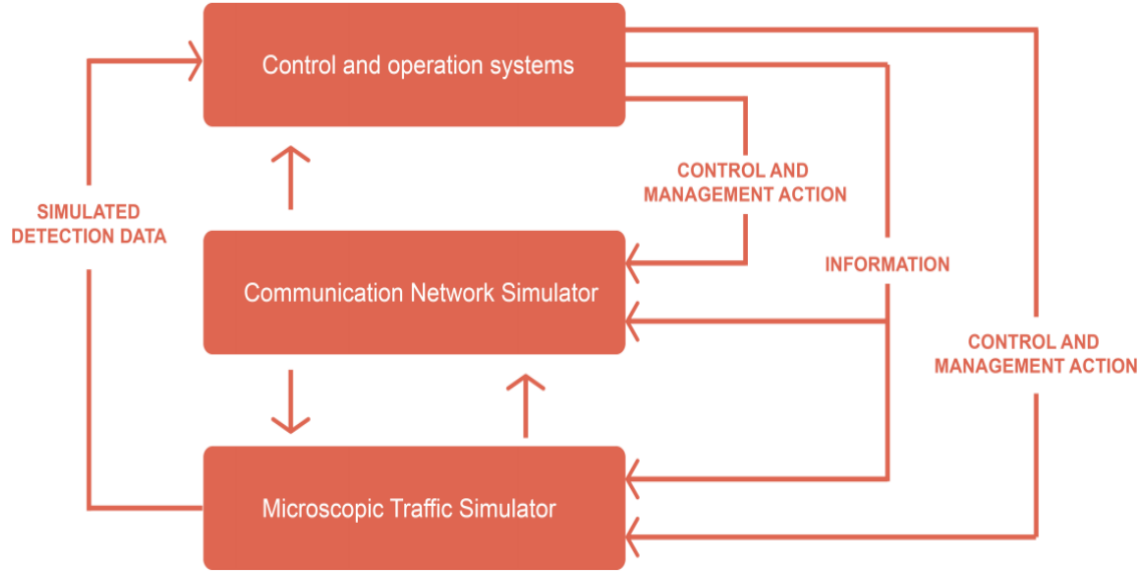 Control and operation systems
CONTROL AND
MANAGEMENT ACTION
SIMULATED
DETECTION DATA
INFORMATION
Communication Network Simulator
CONTROL AND
MANAGEMENT ACTION
Microscopic Traffic Simulator